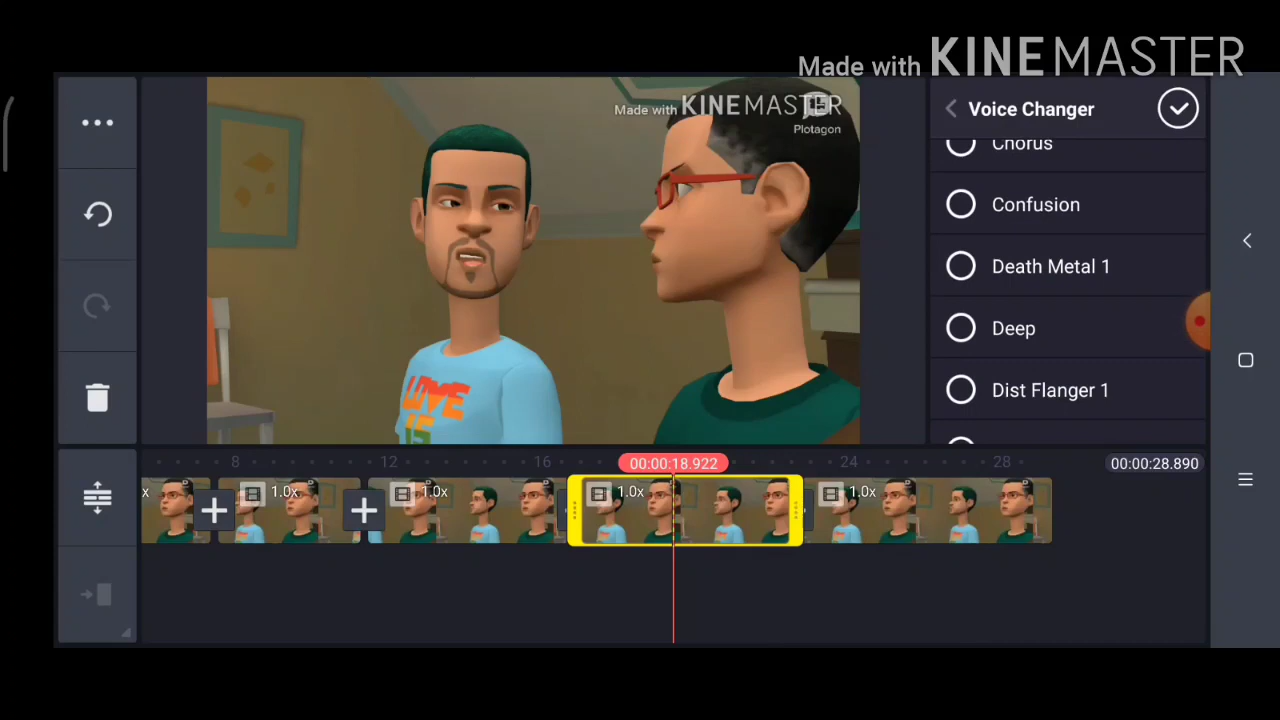 Made with KINEMASTER
Made with KINEMASTER
Plotagon
Voice Changer
Chorus
Confusion
Death Metal 1
Deep
Dist Flanger 1
LOVE
IS
8
12
16
00:00:18.922
24
28
00:00:28.890
x
1.0x
1.0x
1.0x
1.0x